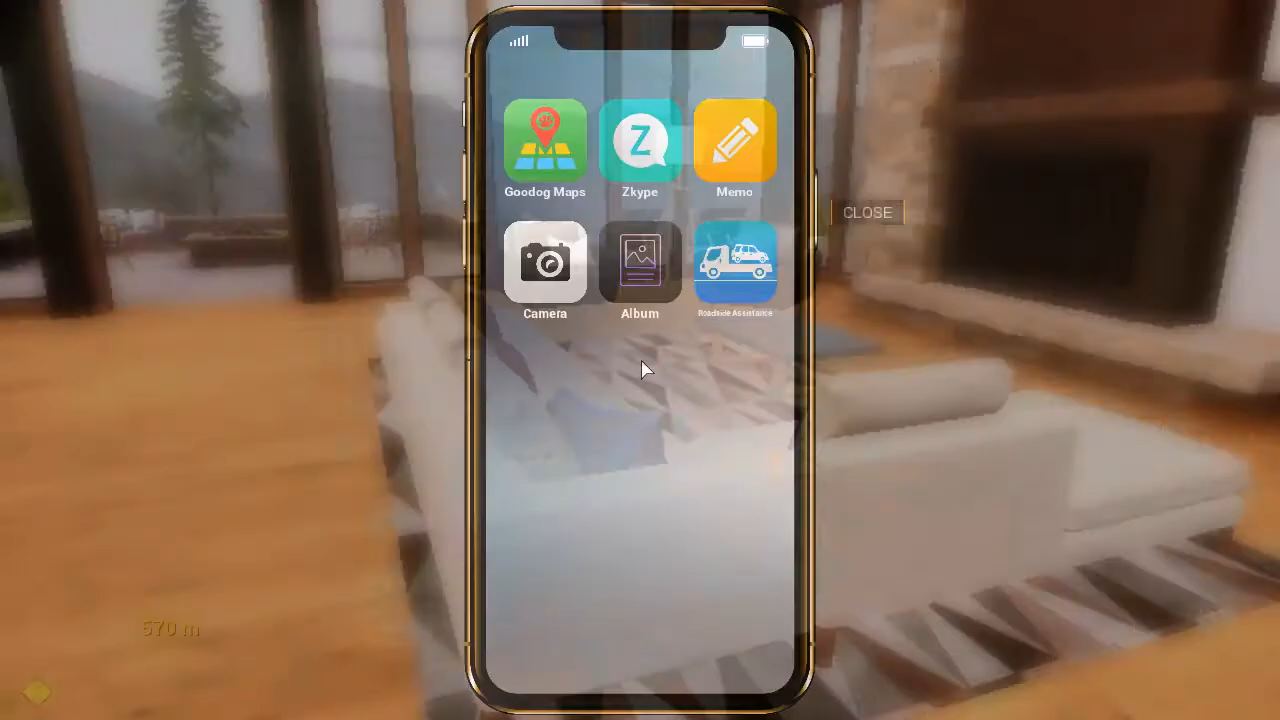 Goodog Maps
Zkype
Z
Memo
CLOSE
Camera
Album
Roadside Assistance
570 m